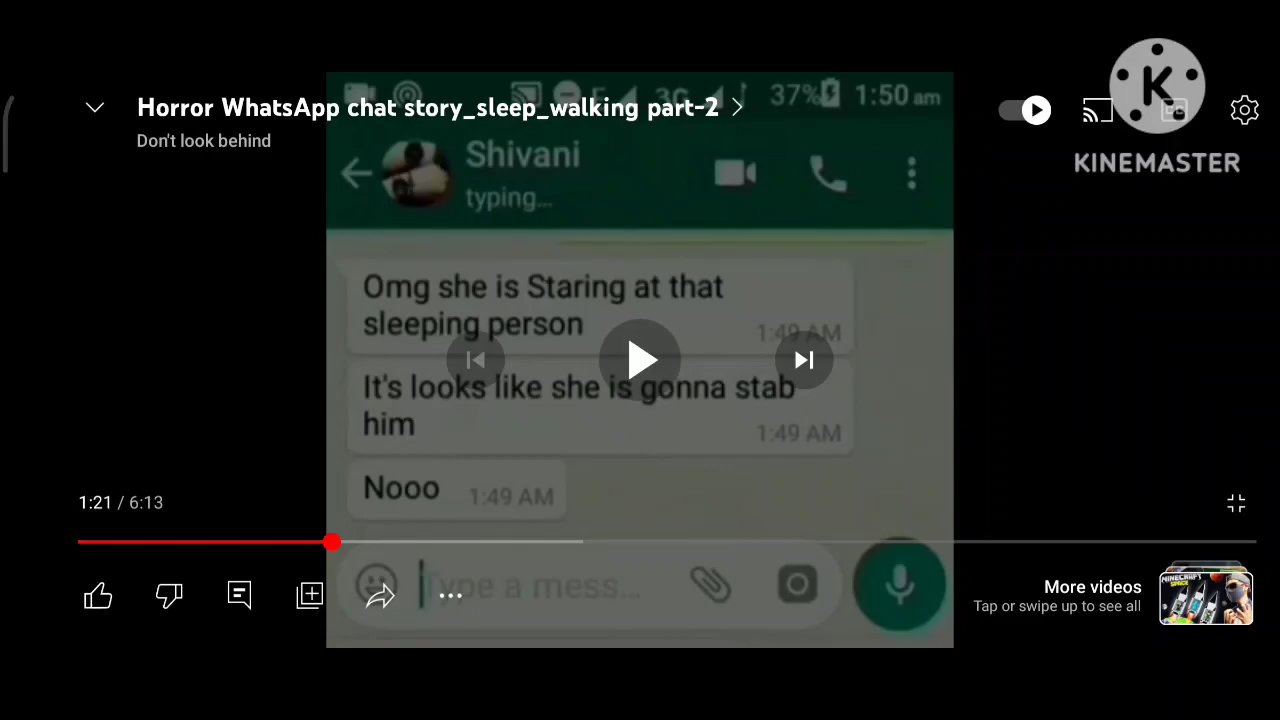 Horror WhatsApp chat story_sleep_walking part-2
Don't look behind
37% 1:50 am
KINEMASTER
Shivani
typing...
Omg she is Staring at that
sleeping person
1:49 AM
It's looks like she is gonna stab
him
1:49 AM
Nooo 1:49 AM
1:21 / 6:13
Type a mess...
More videos
Tap or swipe up to see all